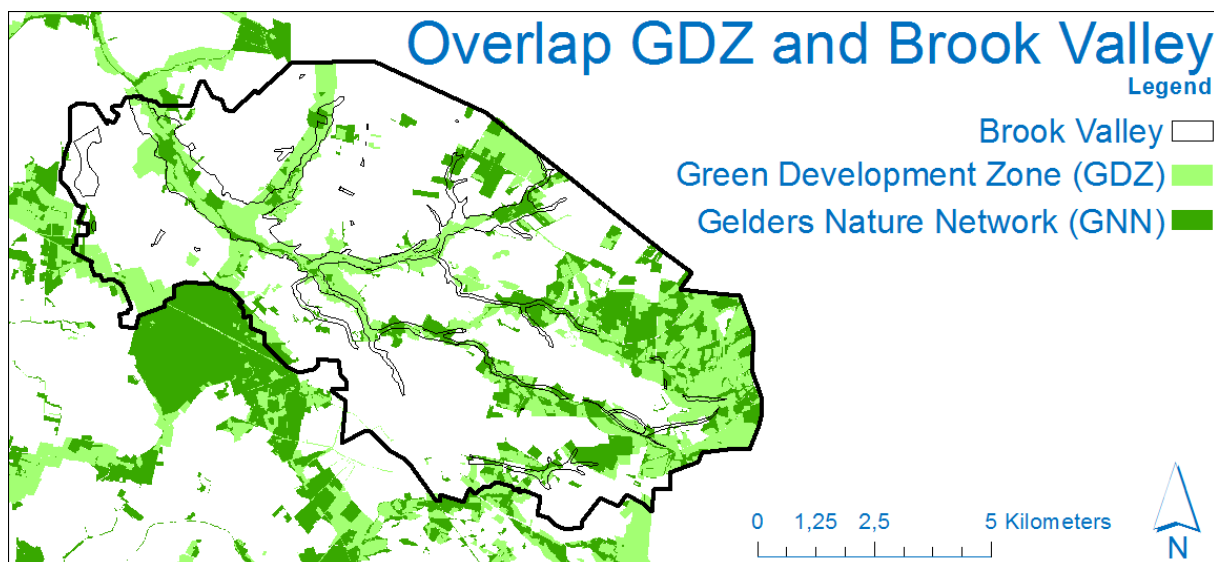 Overlap GDZ and Brook Valley
Legend
Brook Valley
Green Development Zone (GDZ)
Gelders Nature Network (GNN)
0 1,25 2,5 5 Kilometers
N